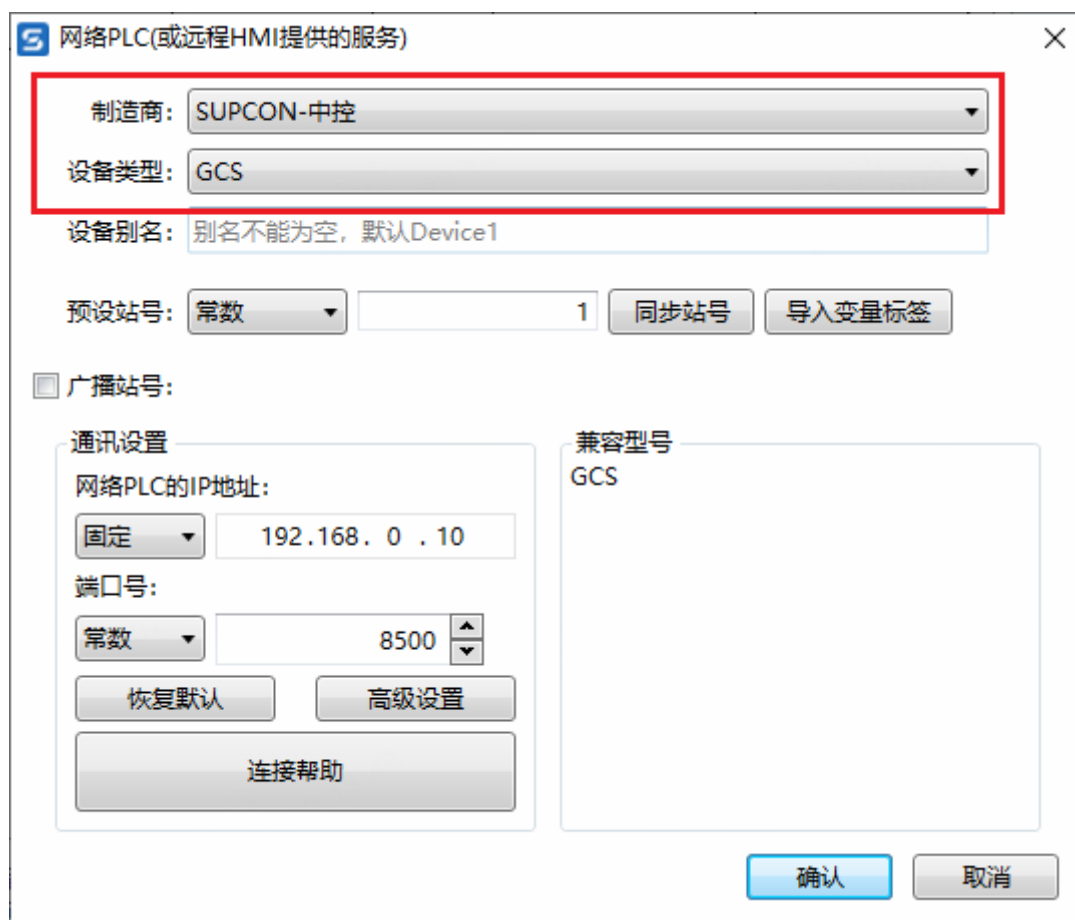 网络PLC(或远程HMI提供的服务)
制造商： SUPCON-中控
设备类型： GCS
设备别名： 别名不能为空，默认Device1
预设站号： 常数 1 同步站号 导入变量标签
广播站号：
通讯设置
网络PLC的IP地址：
固定 192.168. 0 . 10
端口号：
常数 8500
恢复默认 高级设置
连接帮助
兼容型号
GCS
确认 取消